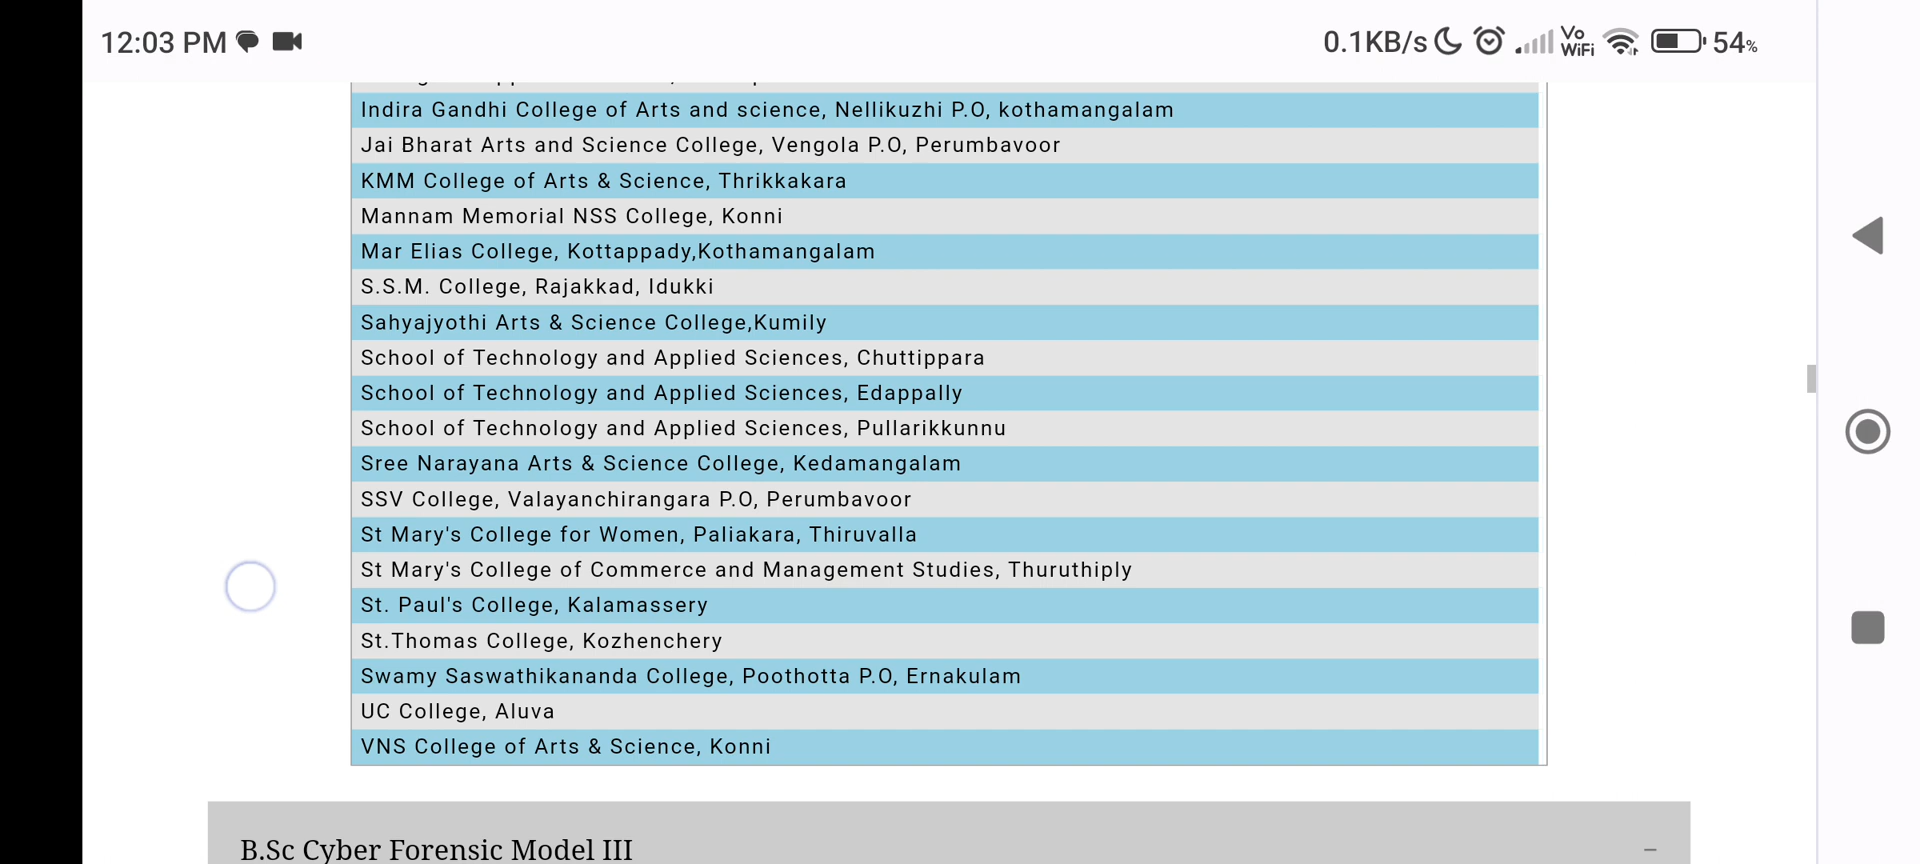 12:03 PM
0.1KB/s Vo WiFi 54%
Indira Gandhi College of Arts and science, Nellikuzhi P.O, kothamangalam
Jai Bharat Arts and Science College, Vengola P.O, Perumbavoor
KMM College of Arts & Science, Thrikkakara
Mannam Memorial NSS College, Konni
Mar Elias College, Kottappady,Kothamangalam
S.S.M. College, Rajakkad, Idukki
Sahyajyothi Arts & Science College,Kumily
School of Technology and Applied Sciences, Chuttippara
School of Technology and Applied Sciences, Edappally
School of Technology and Applied Sciences, Pullarikkunnu
Sree Narayana Arts & Science College, Kedamangalam
SSV College, Valayanchirangara P.O, Perumbavoor
St Mary's College for Women, Paliakara, Thiruvalla
St Mary's College of Commerce and Management Studies, Thuruthiply
St. Paul's College, Kalamassery
St.Thomas College, Kozhenchery
Swamy Saswathikananda College, Poothotta P.O, Ernakulam
UC College, Aluva
VNS College of Arts & Science, Konni
B.Sc Cyber Forensic Model III